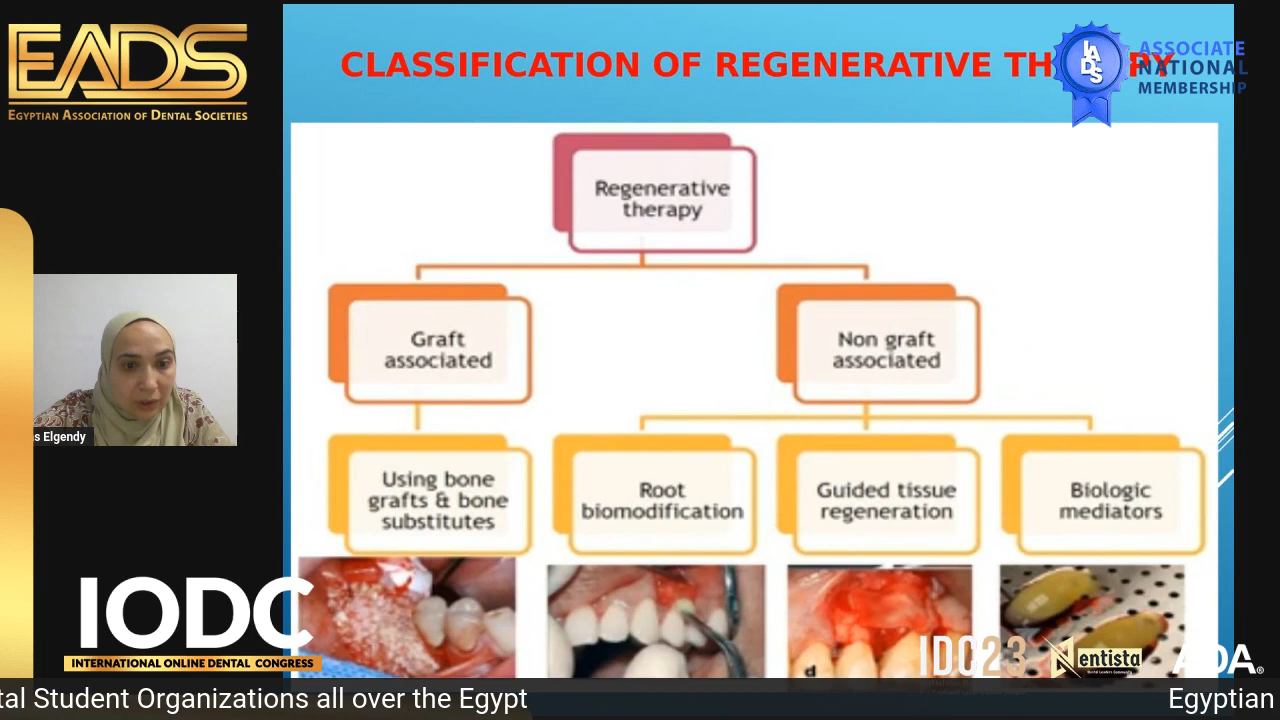 EADS
EGYPTIAN ASSOCIATION OF DENTAL SOCIETIES
CLASSIFICATION OF REGENERATIVE TH
IADS
ASSOCIATE
NATIONAL
MEMBERSHIP
Regenerative
therapy
Graft
associated
Non graft
associated
Using bone
grafts & bone
substitutes
Root
biomodification
Guided tissue
regeneration
Biologic
mediators
s Elgendy
d
IODC
INTERNATIONAL ONLINE DENTAL CONGRESS
IDC23
Dentista
ADA®
tal Student Organizations all over the Egypt
Egyptian